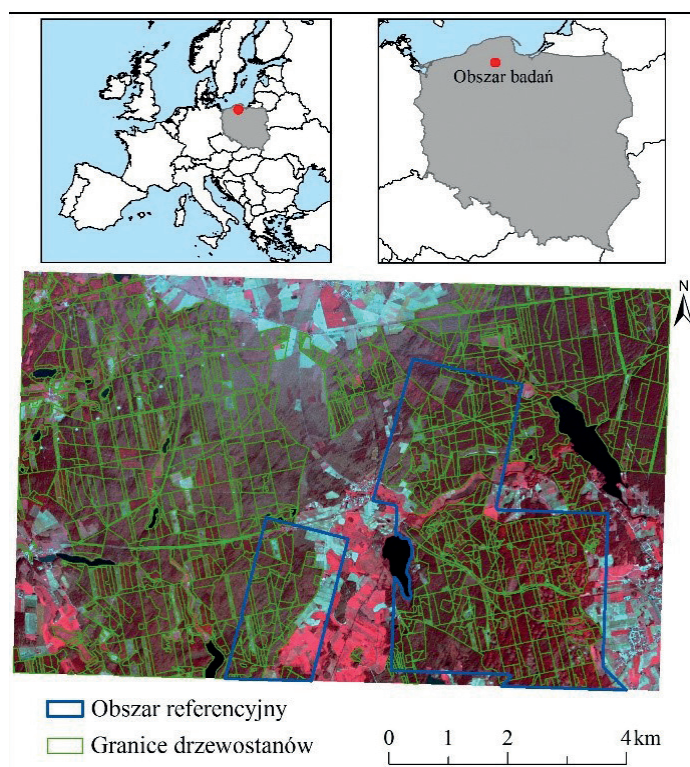 Obszar badań
N
Obszar referencyjny
Granice drzewostanów
0 1 2 4 km